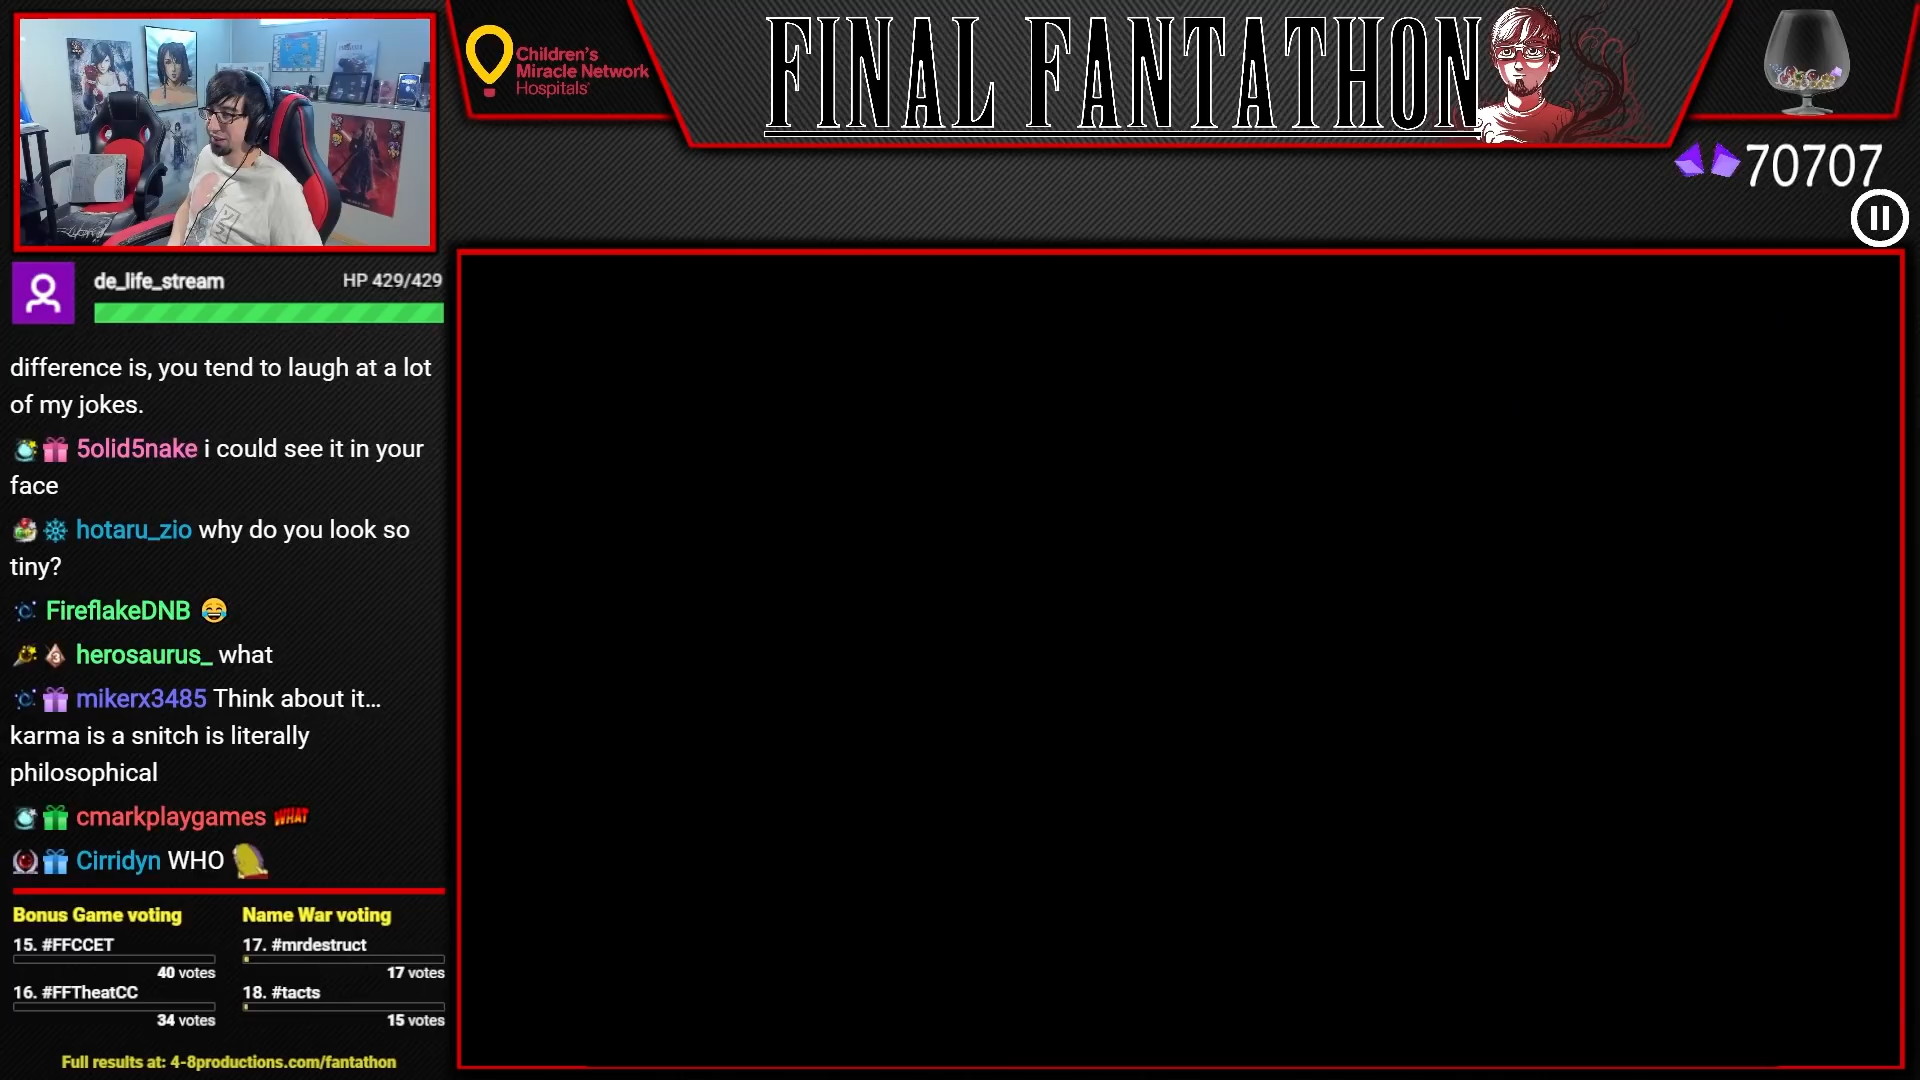 Children's
Miracle Network
Hospitals
FINAL FANTATHON
70707
de_life_stream HP 429/429
difference is, you tend to laugh at a lot
of my jokes.
5olid5nake i could see it in your
face
hotaru_zio why do you look so
tiny?
FireflakeDNB 😂
herosaurus_ what
mikerx3485 Think about it...
karma is a snitch is literally
philosophical
cmarkplaygames WHAT
Cirridyn WHO
Bonus Game voting
15. #FFCCET
40 votes
16. #FFTheatCC
34 votes
Name War voting
17. #mrdestruct
17 votes
18. #tacts
15 votes
Full results at: 4-8productions.com/fantathon